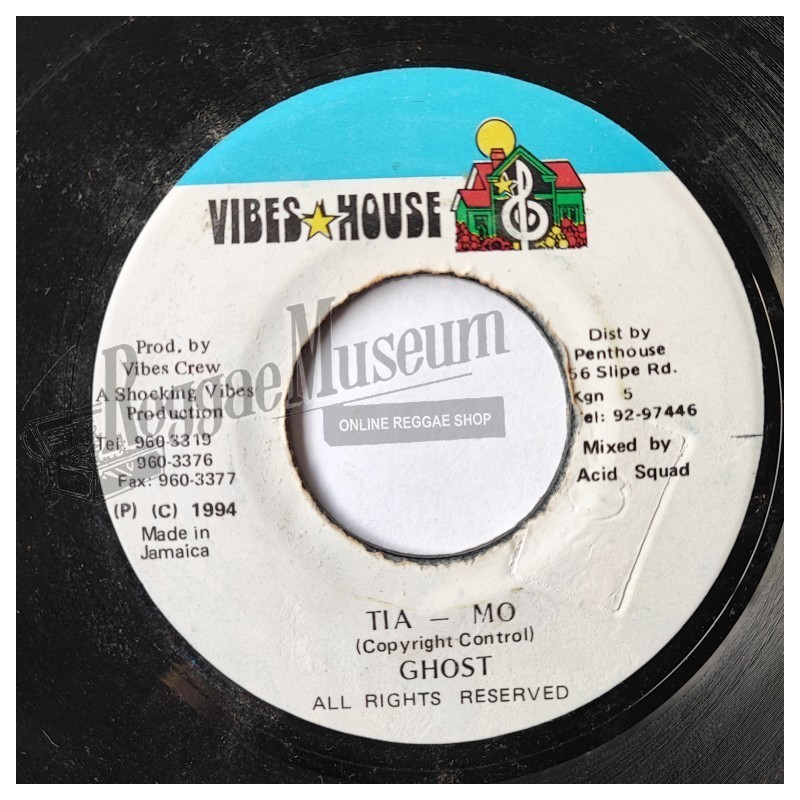 VIBES HOUSE
Prod. by
Vibes Crew
A Shocking Vibes
Production
Tel: 960-3319
960-3376
Fax: 960-3377
(P) (C) 1994
Made in
Jamaica
Reggae Museum
ONLINE REGGAE SHOP
Dist by
Penthouse
56 Slipe Rd.
Kgn 5
Tel: 92-97446
Mixed by
Acid Squad
TIA – MO
(Copyright Control)
GHOST
ALL RIGHTS RESERVED